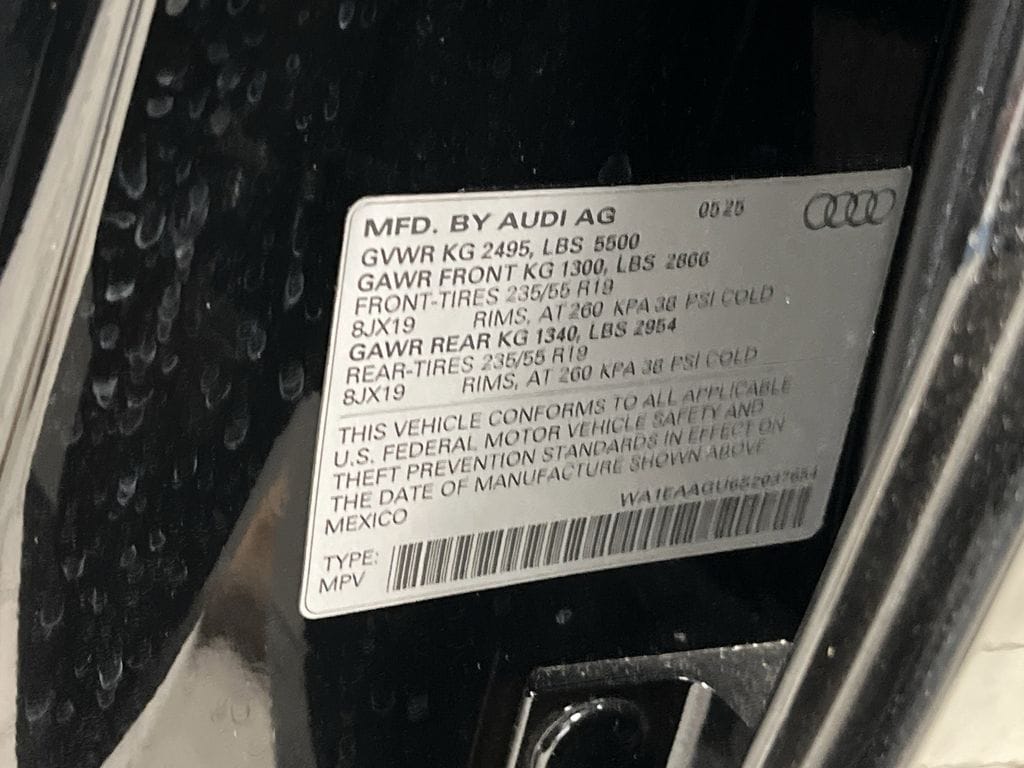 MFD. BY AUDI AG 05 25
GVWR KG 2495, LBS 5500
GAWR FRONT KG 1300, LBS 2866
FRONT-TIRES 235/55 R19
8JX19 RIMS, AT 260 KPA 38 PSI COLD
GAWR REAR KG 1340, LBS 2954
REAR-TIRES 235/55 R19
8JX19 RIMS, AT 260 KPA 38 PSI COLD
THIS VEHICLE CONFORMS TO ALL APPLICABLE
U.S. FEDERAL MOTOR VEHICLE SAFETY AND
THEFT PREVENTION STANDARDS IN EFFECT ON
THE DATE OF MANUFACTURE SHOWN ABOVE
MEXICO
TYPE:
MPV